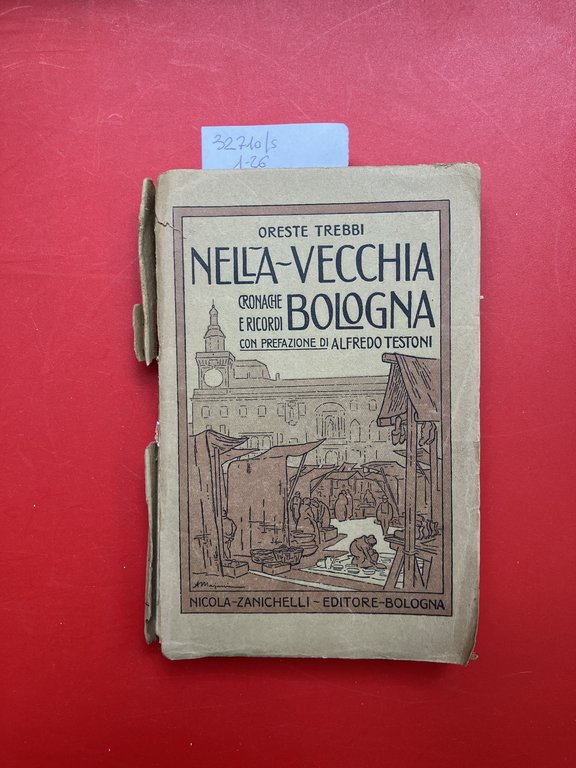 32710/s
1-26
ORESTE TREBBI
NELLA-VECCHIA
CRONACHE
E RICORDI BOLOGNA
CON PREFAZIONE DI ALFREDO TESTONI
NICOLA-ZANICHELLI-EDITORE-BOLOGNA